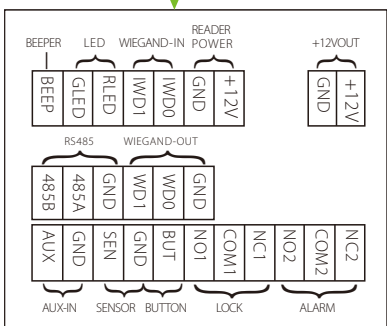 READER
BEEPER LED WIEGAND-IN POWER +12VOUT
BEEP GLED RLED IWD1 IWD0 GND +12V GND +12V
RS485 WIEGAND-OUT
485B 485A GND WD1 WD0 GND
AUX GND SEN GND BUT NO1 COM1 NC1 NO2 COM2 NC2
AUX-IN SENSOR BUTTON LOCK ALARM